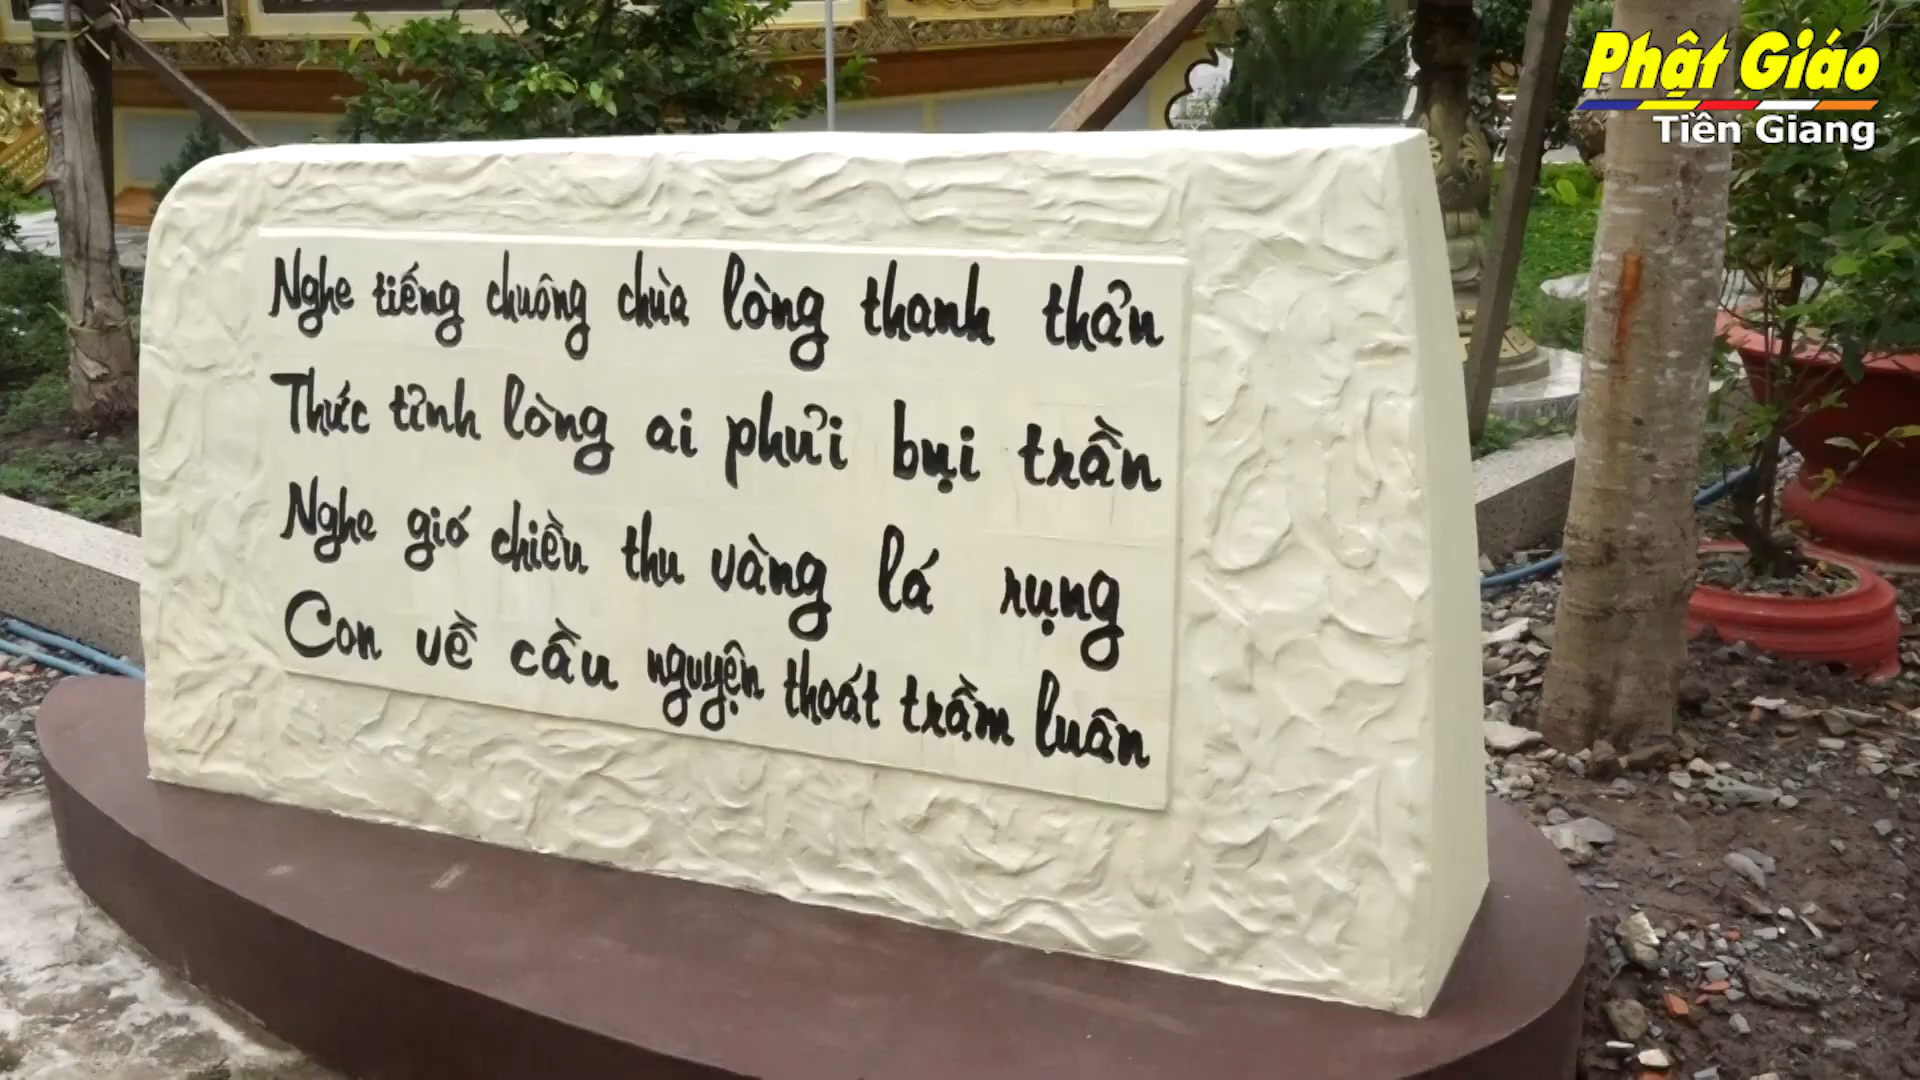 Phật Giáo
Tiền Giang
Nghe tiếng chuông chùa lòng thanh thản
Thức tỉnh lòng ai phủi bụi trần
Nghe gió chiều thu vàng lá rụng
Con về cầu nguyện thoát trầm luân